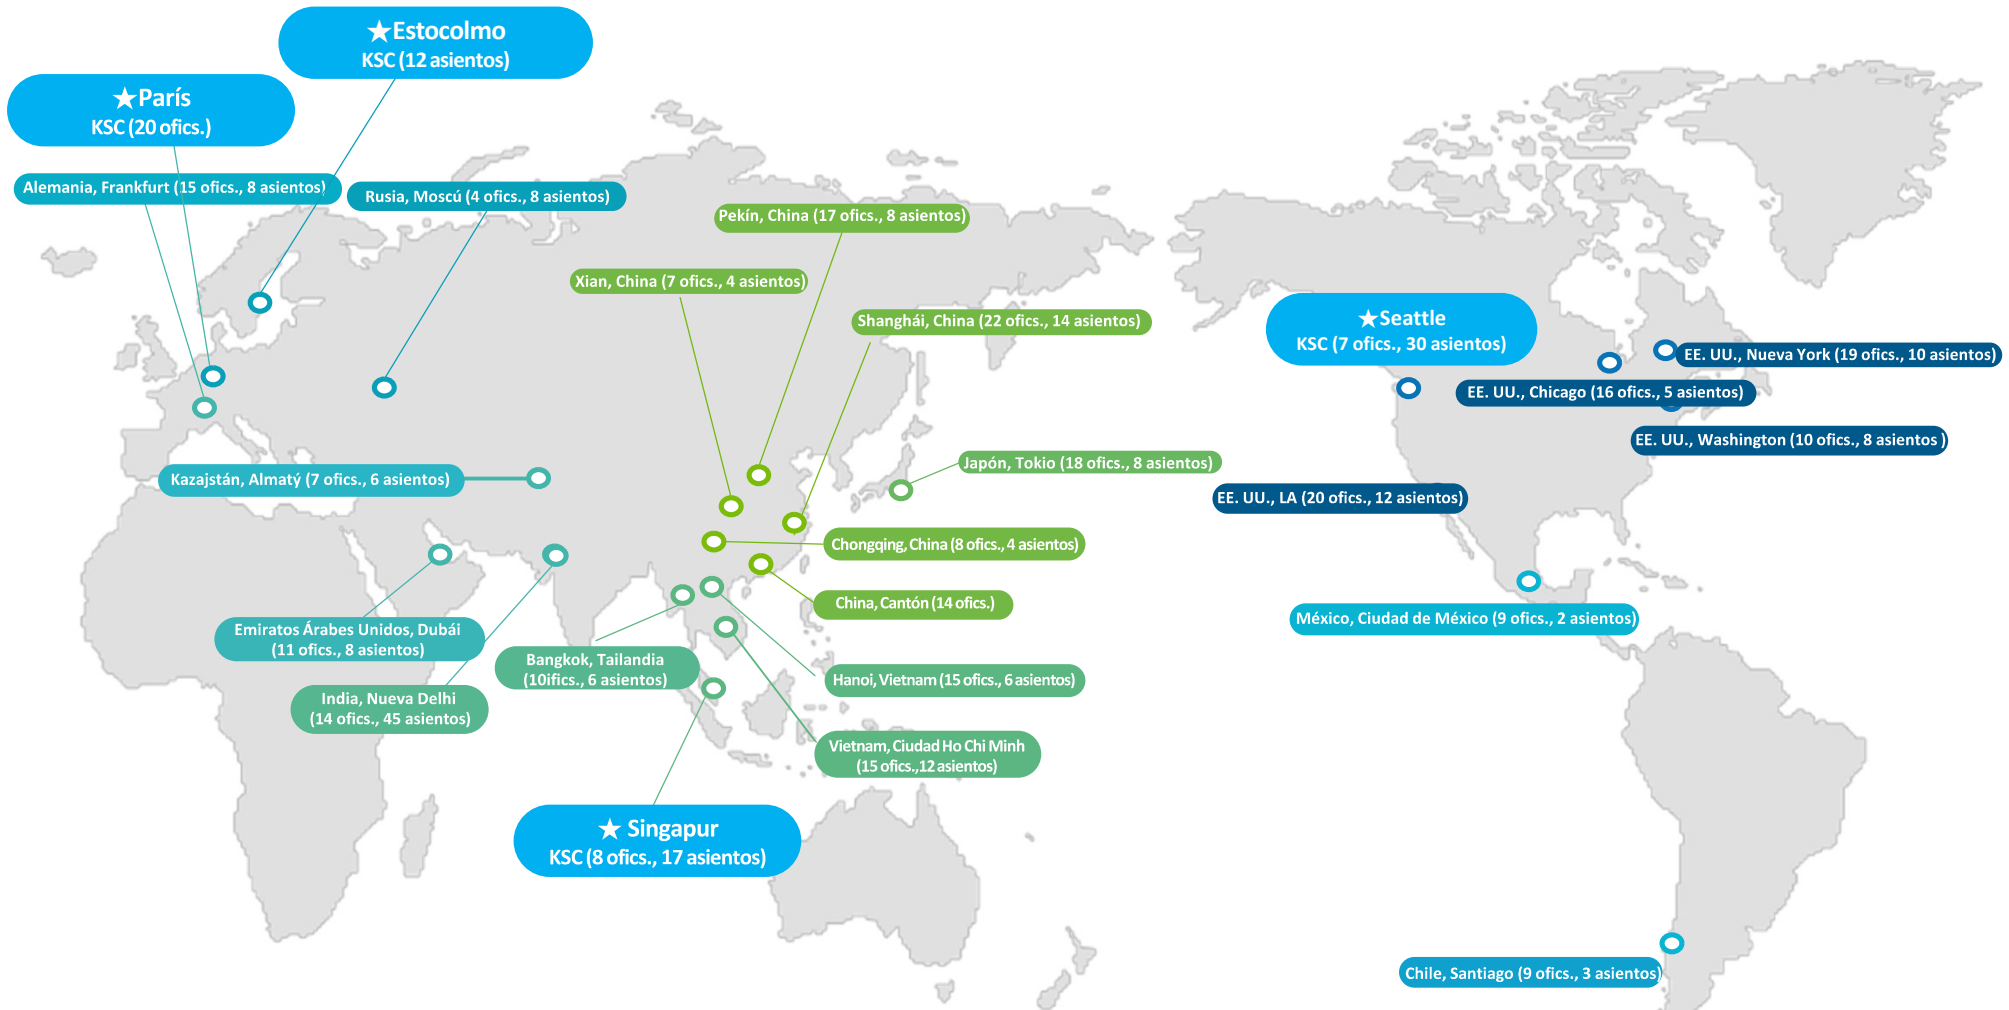 ★Estocolmo
KSC (12 asientos)
★París
KSC (20 ofics.)
Alemania, Frankfurt (15 ofics., 8 asientos)
Rusia, Moscú (4 ofics., 8 asientos)
Pekín, China (17 ofics., 8 asientos)
Xian, China (7 ofics., 4 asientos)
Shanghái, China (22 ofics., 14 asientos)
★Seattle
KSC (7 ofics., 30 asientos)
EE. UU., Nueva York (19 ofics., 10 asientos)
EE. UU., Chicago (16 ofics., 5 asientos)
EE. UU., Washington (10 ofics., 8 asientos )
Japón, Tokio (18 ofics., 8 asientos)
Kazajstán, Almatý (7 ofics., 6 asientos)
EE. UU., LA (20 ofics., 12 asientos)
Chongqing, China (8 ofics., 4 asientos)
China, Cantón (14 ofics.)
México, Ciudad de México (9 ofics., 2 asientos)
Emiratos Árabes Unidos, Dubái
(11 ofics., 8 asientos)
Bangkok, Tailandia
(10ifics., 6 asientos)
Hanoi, Vietnam (15 ofics., 6 asientos)
India, Nueva Delhi
(14 ofics., 45 asientos)
Vietnam, Ciudad Ho Chi Minh
(15 ofics.,12 asientos)
★ Singapur
KSC (8 ofics., 17 asientos)
Chile, Santiago (9 ofics., 3 asientos)